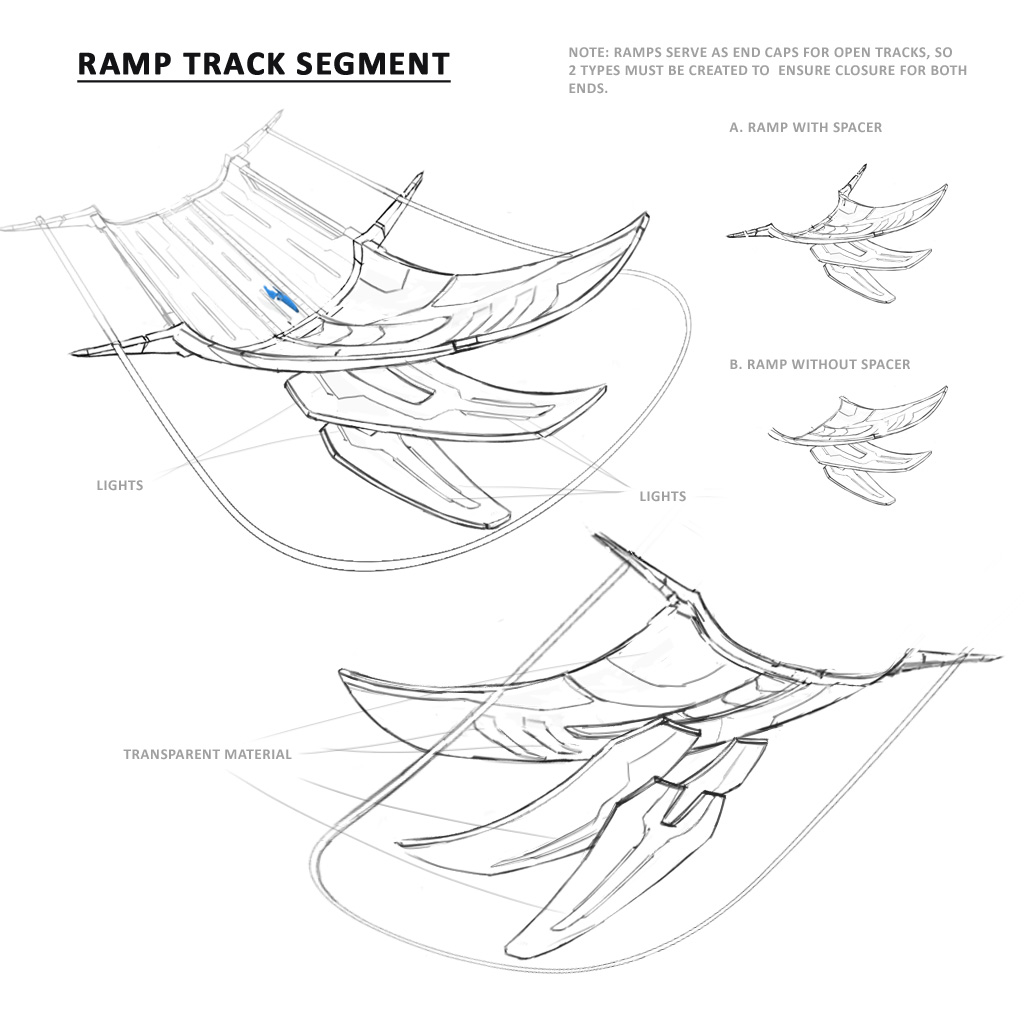 RAMP TRACK SEGMENT
NOTE: RAMPS SERVE AS END CAPS FOR OPEN TRACKS, SO
2 TYPES MUST BE CREATED TO ENSURE CLOSURE FOR BOTH
ENDS.
A. RAMP WITH SPACER
B. RAMP WITHOUT SPACER
LIGHTS
LIGHTS
TRANSPARENT MATERIAL